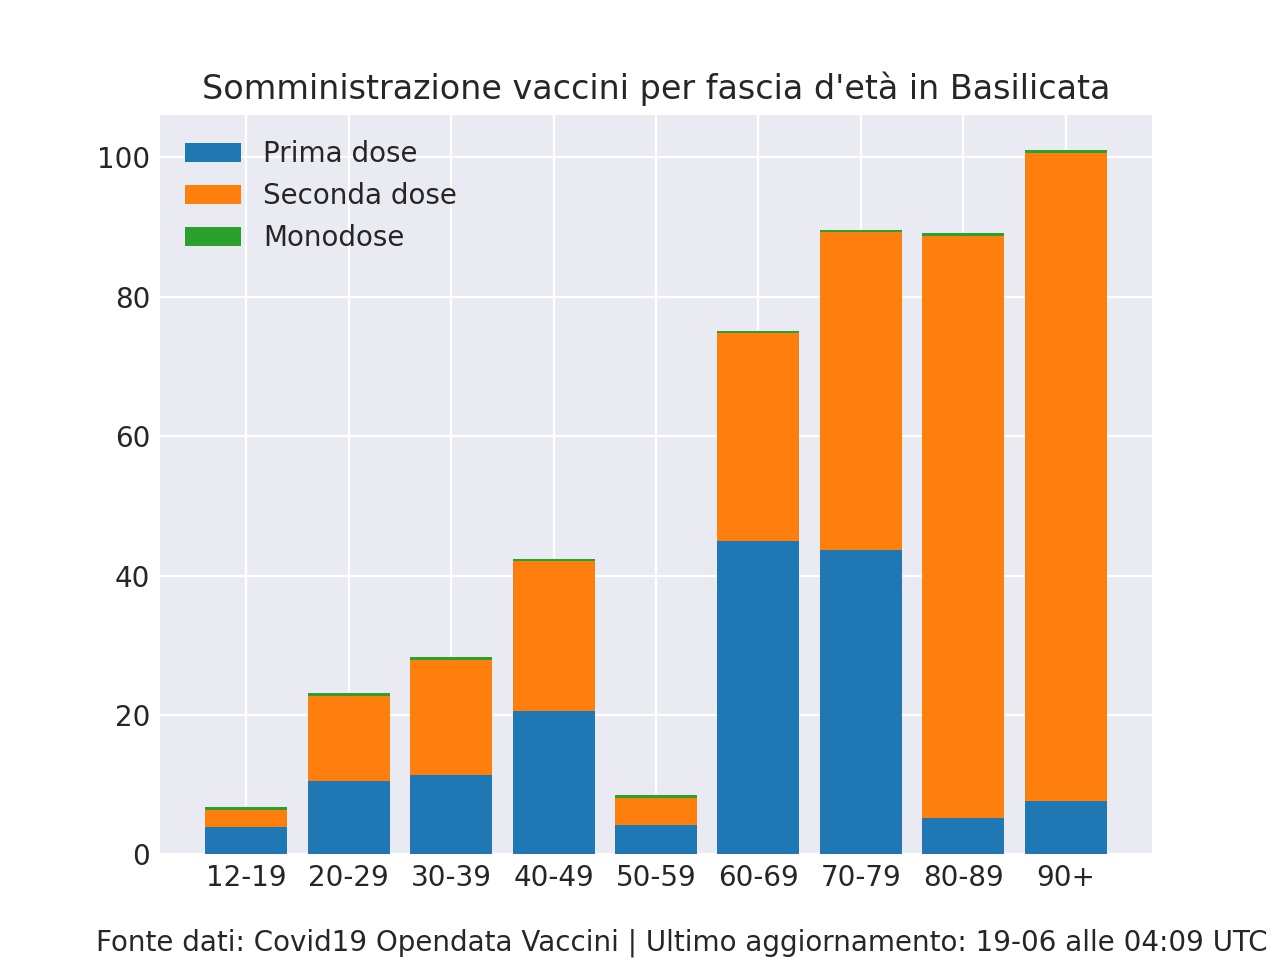 Somministrazione vaccini per fascia d'età in Basilicata
Prima dose
Seconda dose
Monodose
100
80
60
40
20
0
12-19 20-29 30-39 40-49 50-59 60-69 70-79 80-89 90+
Fonte dati: Covid19 Opendata Vaccini | Ultimo aggiornamento: 19-06 alle 04:09 UTC